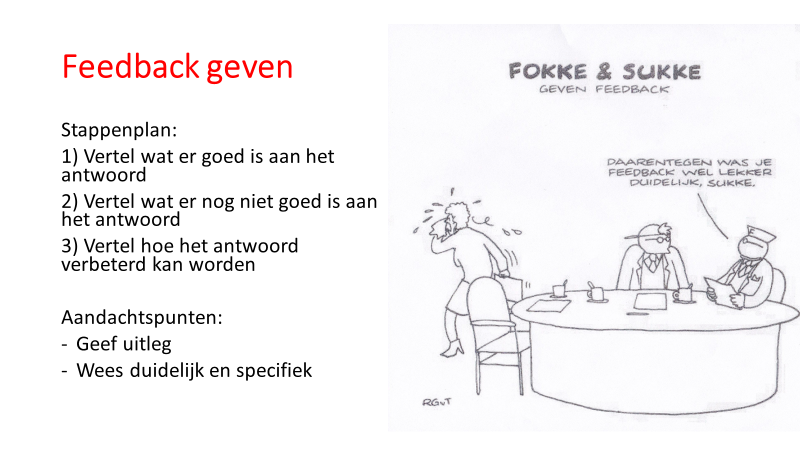 Feedback geven
Stappenplan:
1) Vertel wat er goed is aan het
antwoord
2) Vertel wat er nog niet goed is aan
het antwoord
3) Vertel hoe het antwoord
verbeterd kan worden
Aandachtspunten:
- Geef uitleg
- Wees duidelijk en specifiek
FOKKE & SUKKE
GEVEN FEEDBACK
DAARENTEGEN WAS JE
FEEDBACK WEL LEKKER
DUIDELIJK, SUKKE.
RGvT